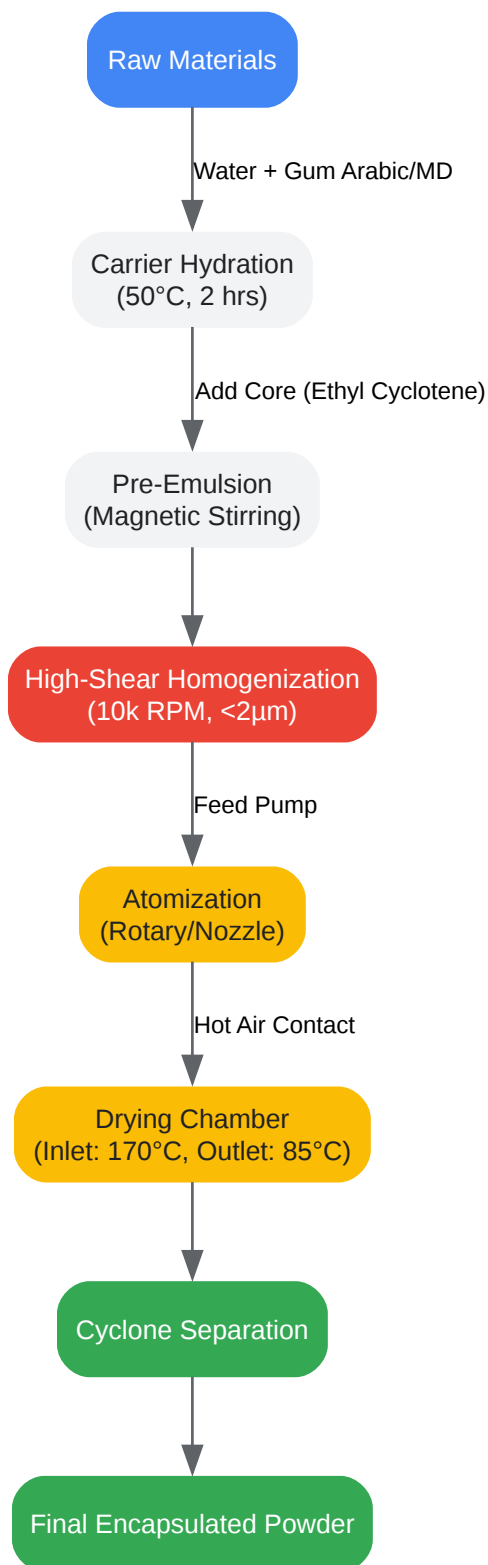 Raw Materials
Water + Gum Arabic/MD
Carrier Hydration
(50°C, 2 hrs)
Add Core (Ethyl Cyclotene)
Pre-Emulsion
(Magnetic Stirring)
High-Shear Homogenization
(10k RPM, <2µm)
Feed Pump
Atomization
(Rotary/Nozzle)
Hot Air Contact
Drying Chamber
(Inlet: 170°C, Outlet: 85°C)
Cyclone Separation
Final Encapsulated Powder